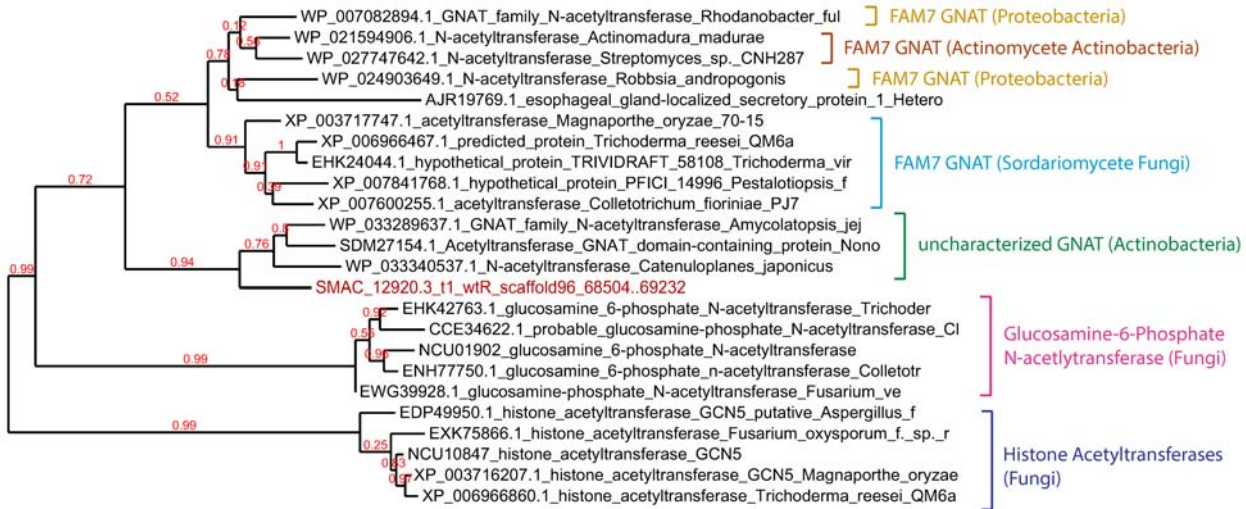 0.12
WP_007082894.1_GNAT_family_N-acetyltransferase_Rhodanobacter_ful
FAM7 GNAT (Proteobacteria)
0.56
WP_021594906.1_N-acetyltransferase_Actinomadura_madurae
FAM7 GNAT (Actinomycete Actinobacteria)
0.78
WP_027747642.1_N-acetyltransferase_Streptomyces_sp._CNH287
WP_024903649.1_N-acetyltransferase_Robbsia_andropogonis
FAM7 GNAT (Proteobacteria)
0.52
AJR19769.1_esophageal_gland-localized_secretory_protein_1_Hetero
XP_003717747.1_acetyltransferase_Magnaporthe_oryzae_70-15
0.91
1
XP_006966467.1_predicted_protein_Trichoderma_reesei_QM6a
0.91
EHK24044.1_hypothetical_protein_TRIVIDRAFT_58108_Trichoderma_vir
FAM7 GNAT (Sordariomycete Fungi)
0.72
0.39
XP_007841768.1_hypothetical_protein_PFICI_14996_Pestalotiopsis_f
XP_007600255.1_acetyltransferase_Colletotrichum_fioriniae_PJ7
0.8
WP_033289637.1_GNAT_family_N-acetyltransferase_Amycolatopsis_jej
0.76
SDM27154.1_Acetyltransferase_GNAT_domain-containing_protein_Nono
uncharacterized GNAT (Actinobacteria)
0.94
WP_033340537.1_N-acetyltransferase_Catenuloplanes_japonicus
0.99
SMAC_12920.3_t1_wtR_scaffold96_68504..69232
0.92
EHK42763.1_glucosamine_6-phosphate_N-acetyltransferase_Trichoder
CCE34622.1_probable_glucosamine-phosphate_N-acetyltransferase_Cl
Glucosamine-6-Phosphate
N-acetlytransferase (Fungi)
0.96
NCU01902_glucosamine_6-phosphate_N-acetyltransferase
0.99
ENH77750.1_glucosamine_6-phosphate_n-acetyltransferase_Colletotr
EWG39928.1_glucosamine-phosphate_N-acetyltransferase_Fusarium_ve
EDP49950.1_histone_acetyltransferase_GCN5_putative_Aspergillus_f
0.99
EXK75866.1_histone_acetyltransferase_Fusarium_oxysporum_f._sp._r
0.25
NCU10847_histone_acetyltransferase_GCN5
Histone Acetyltransferases
(Fungi)
XP_003716207.1_histone_acetyltransferase_GCN5_Magnaporthe_oryzae
XP_006966860.1_histone_acetyltransferase_Trichoderma_reesei_QM6a